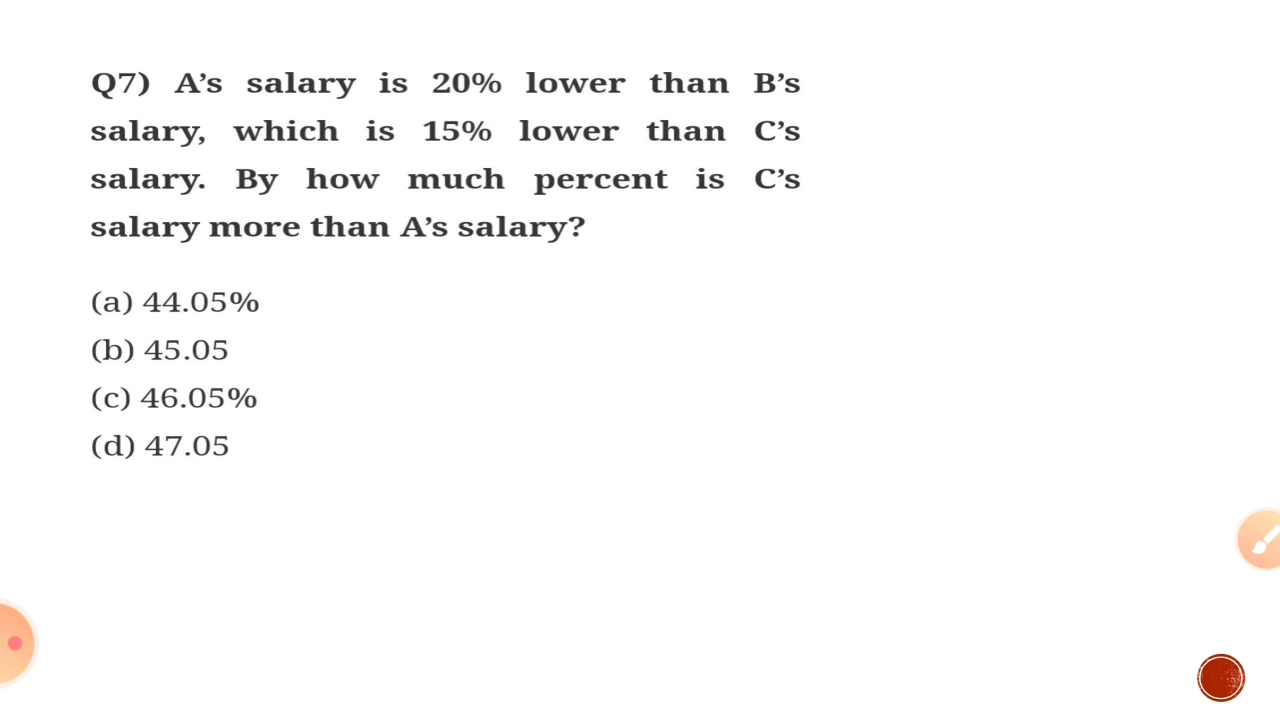 Q7) A’s salary is 20% lower than B’s
salary, which is 15% lower than C’s
salary. By how much percent is C’s
salary more than A’s salary?
(a) 44.05%
(b) 45.05
(c) 46.05%
(d) 47.05